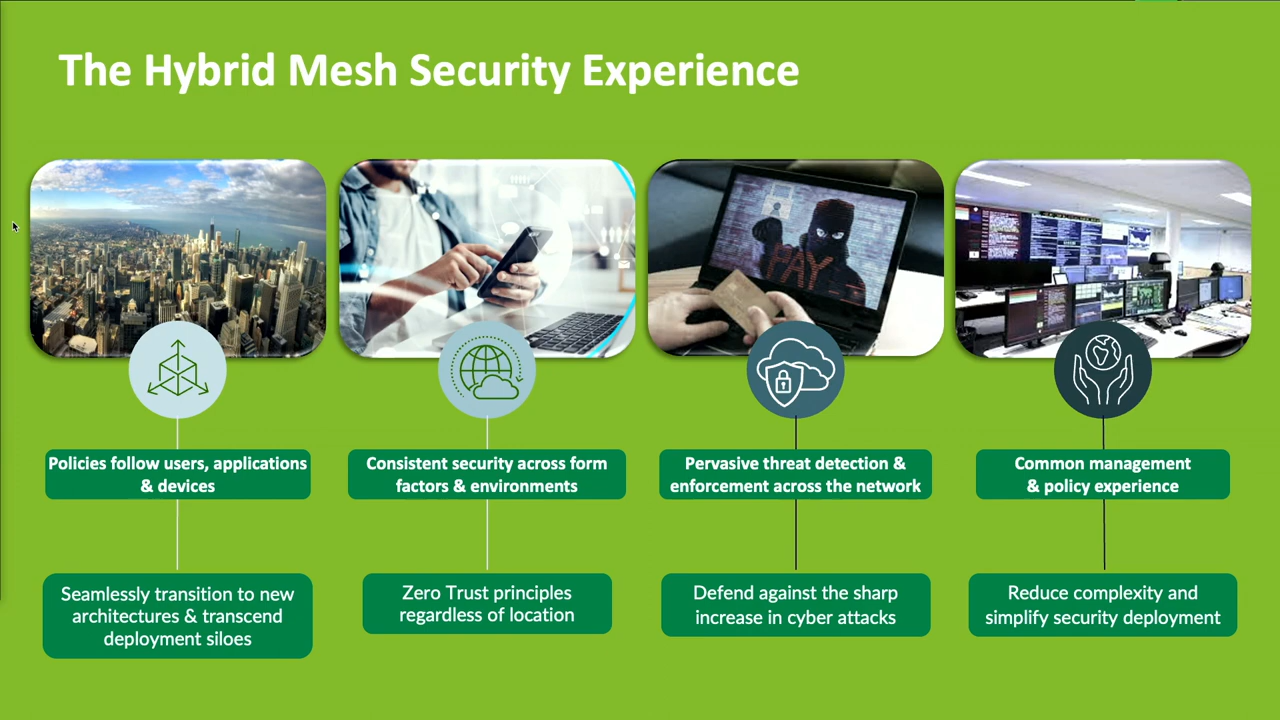 The Hybrid Mesh Security Experience
PAY
Policies follow users, applications
& devices
Consistent security across form
factors & environments
Pervasive threat detection &
enforcement across the network
Common management
& policy experience
Seamlessly transition to new
architectures & transcend
deployment siloes
Zero Trust principles
regardless of location
Defend against the sharp
increase in cyber attacks
Reduce complexity and
simplify security deployment